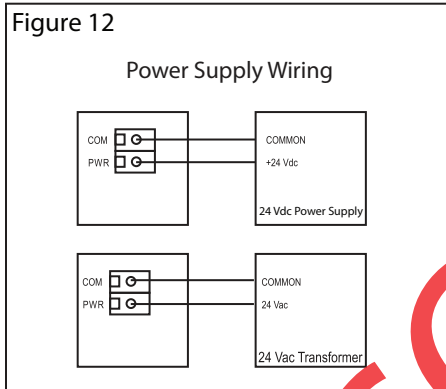 Figure 12
Power Supply Wiring
COM
COMMON
PWR
+24 Vdc
24 Vdc Power Supply
COM
COMMON
PWR
24 Vac
24 Vac Transformer